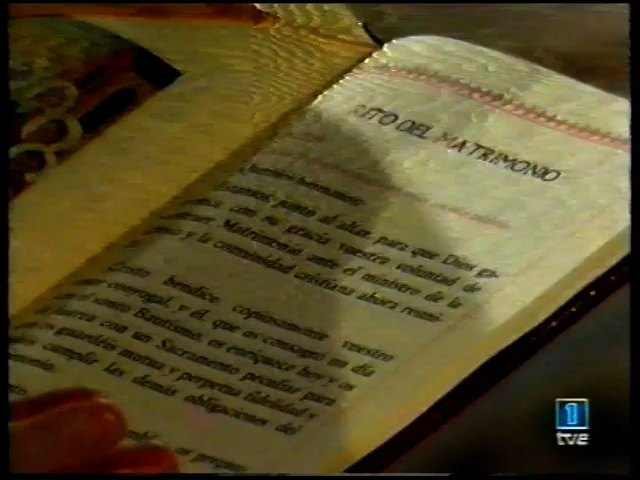 RITO DEL MATRIMONIO
hermanos:
junto al altar para que Dios ga-
con su gracia vuestra voluntad de
Matrimonio ante el ministro de la
y la comunidad cristiana ahora reuni-
Cristo bendice copiosamente vuestro
conyugal, y él, que os consagró un día
el santo Bautismo, os enriquece hoy y os
fuerza con un Sacramento peculiar para
guardéis mutua y perpetua fidelidad y
cumplir las demás obligaciones del
1
tve